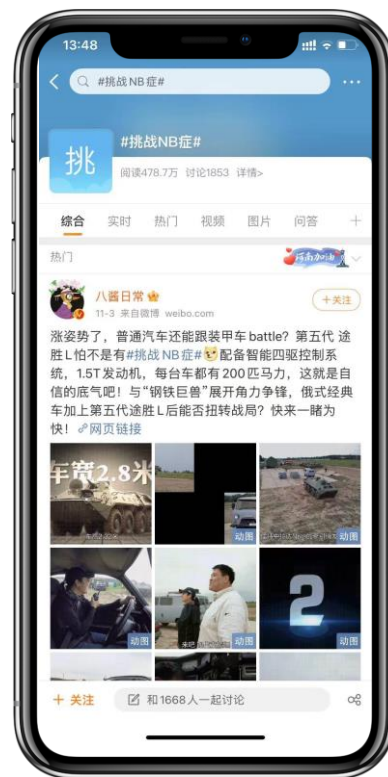 13:48
#挑战NB症#
挑
#挑战NB症#
阅读478.7万 讨论1853 详情>
综合 实时 热门 视频 图片 问答
热门
河南加油
八酱日常
11-3 来自微博 weibo.com
+关注
涨姿势了，普通汽车还能跟装甲车battle？第五代 途
胜L怕不是有#挑战NB症#配备智能四驱控制系
统，1.5T发动机，每台车都有200匹马力，这就是自
信的底气吧！与“钢铁巨兽”展开角力争锋，俄式经典
车加上第五代途胜L后能否扭转战局？快来一睹为
快！网页链接
车宽2.8米
动图
动图
动图
动图
2
动图
+ 关注
和1668人一起讨论